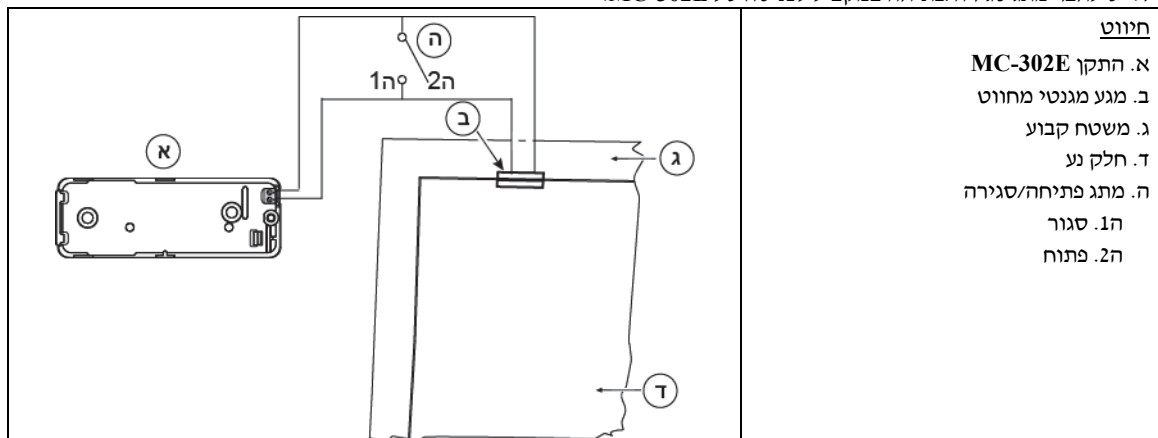 חיווט
א. התקן MC-302E
ב. מגע מגנטי מחווט
ג. משטח קבוע
ד. חלק נע
ה. מתג פתיחה/סגירה
ה1. סגור
ה2. פתוח
ה
ה1
ה2
ב
א
ג
ד